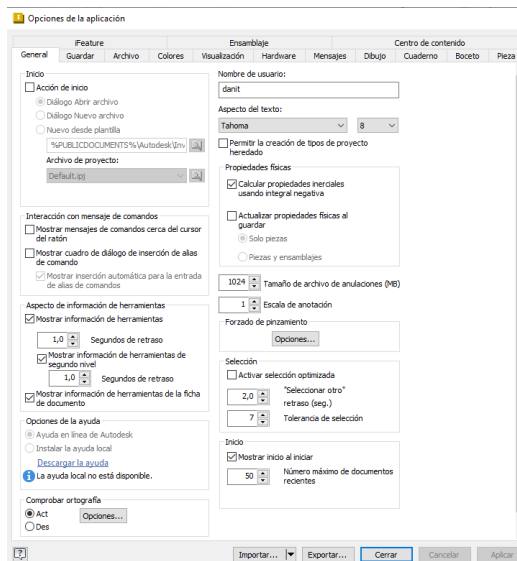 Opciones de la aplicación
iFeature Ensamblaje Centro de contenido
General Guardar Archivo Colores Visualización Hardware Mensajes Dibujo Cuaderno Boceto Pieza
Inicio
Acción de inicio
Diálogo Abrir archivo
Diálogo Nuevo archivo
Nuevo desde plantilla
%PUBLICDOCUMENTS%\Autodesk\Inv
Archivo de proyecto:
Default.ipj
Interacción con mensaje de comandos
Mostrar mensajes de comandos cerca del cursor
del ratón
Mostrar cuadro de diálogo de inserción de alias
de comando
Mostrar inserción automática para la entrada
de alias de comandos
Aspecto de información de herramientas
Mostrar información de herramientas
1,0 Segundos de retraso
Mostrar información de herramientas de
segundo nivel
1,0 Segundos de retraso
Mostrar información de herramientas de la ficha
de documento
Opciones de la ayuda
Ayuda en línea de Autodesk
Instalar la ayuda local
Descargar la ayuda
La ayuda local no está disponible.
Comprobar ortografía
Act
Opciones...
Des
Nombre de usuario:
danit
Aspecto del texto:
Tahoma 8
Permitir la creación de tipos de proyecto
heredado
Propiedades físicas
Calcular propiedades inerciales
usando integral negativa
Actualizar propiedades físicas al
guardar
Solo piezas
Piezas y ensamblajes
1024 Tamaño de archivo de anulaciones (MB)
1 Escala de anotación
Forzado de pinzamiento
Opciones...
Selección
Activar selección optimizada
2,0 "Seleccionar otro"
retraso (seg.)
7 Tolerancia de selección
Inicio
Mostrar inicio al iniciar
50 Número máximo de documentos
recientes
? Importar... Exportar... Cerrar Cancelar Aplicar